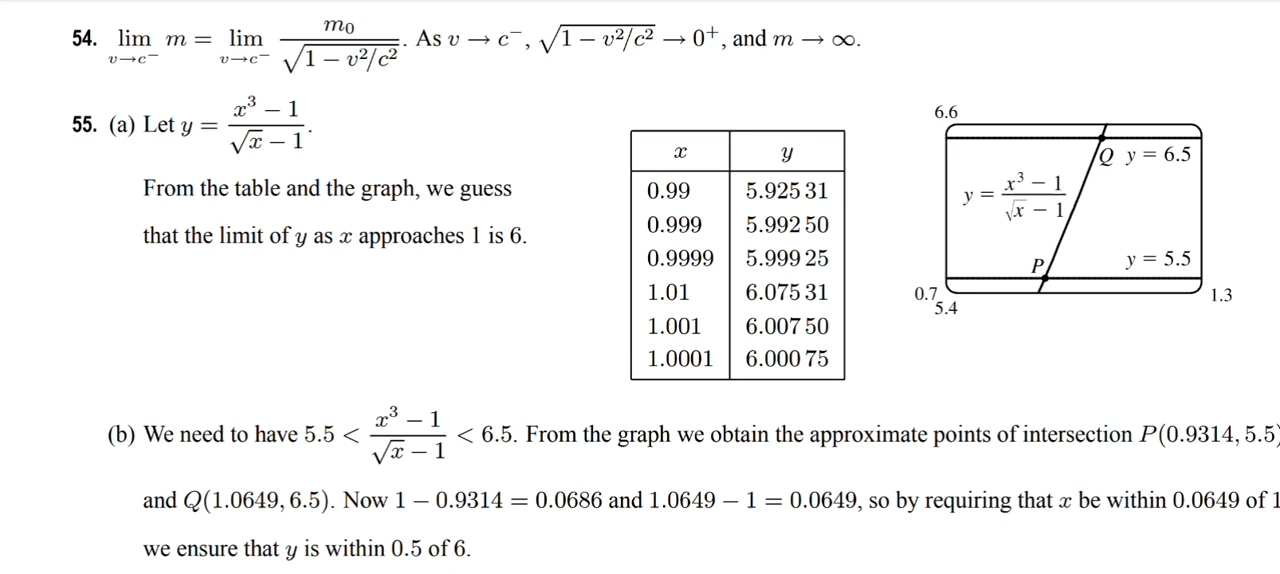 54. lim_{v→c⁻} m = lim_{v→c⁻} m₀/√(1 − v²/c²). As v → c⁻, √(1 − v²/c²) → 0⁺, and m → ∞.
55. (a) Let y = (x³ − 1)/(√x − 1).
From the table and the graph, we guess
that the limit of y as x approaches 1 is 6.
x y
0.99 5.925 31
0.999 5.992 50
0.9999 5.999 25
1.01 6.075 31
1.001 6.007 50
1.0001 6.000 75
6.6
Q y = 6.5
y = (x³ − 1)/(√x − 1)
P y = 5.5
0.7 1.3
5.4
(b) We need to have 5.5 < (x³ − 1)/(√x − 1) < 6.5. From the graph we obtain the approximate points of intersection P(0.9314, 5.5)
and Q(1.0649, 6.5). Now 1 − 0.9314 = 0.0686 and 1.0649 − 1 = 0.0649, so by requiring that x be within 0.0649 of 1
we ensure that y is within 0.5 of 6.